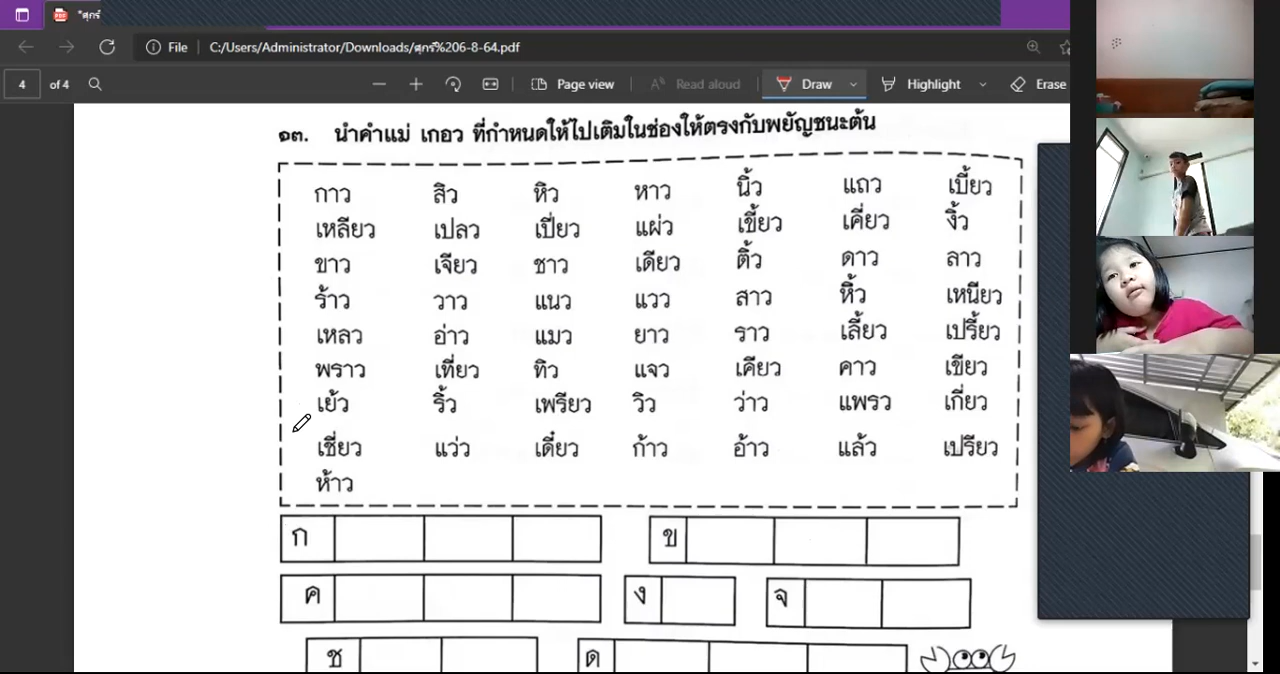 ศุกร์
File C:/Users/Administrator/Downloads/ศุกร์%206-8-64.pdf
4 of 4 Page view Read aloud Draw Highlight Erase
๑๓. นำคำแม่ เกอว ที่กำหนดให้ไปเติมในช่องให้ตรงกับพยัญชนะต้น
กาว สิว หิว หาว นิ้ว แถว เบี้ยว
เหลียว เปลว เปี่ยว แผ่ว เขี้ยว เคี่ยว งิ้ว
ขาว เจียว ชาว เดียว ติ้ว ดาว ลาว
ร้าว วาว แนว แวว สาว หิ้ว เหนียว
เหลว อ่าว แมว ยาว ราว เลี้ยว เปรี้ยว
พราว เที่ยว ทิว แจว เคียว คาว เขียว
เย้ว ริ้ว เพรียว วิว ว่าว แพรว เกี่ยว
เชี่ยว แว่ว เดี๋ยว ก้าว อ้าว แล้ว เปรียว
ห้าว
ก ข
ค ง จ
ช ด